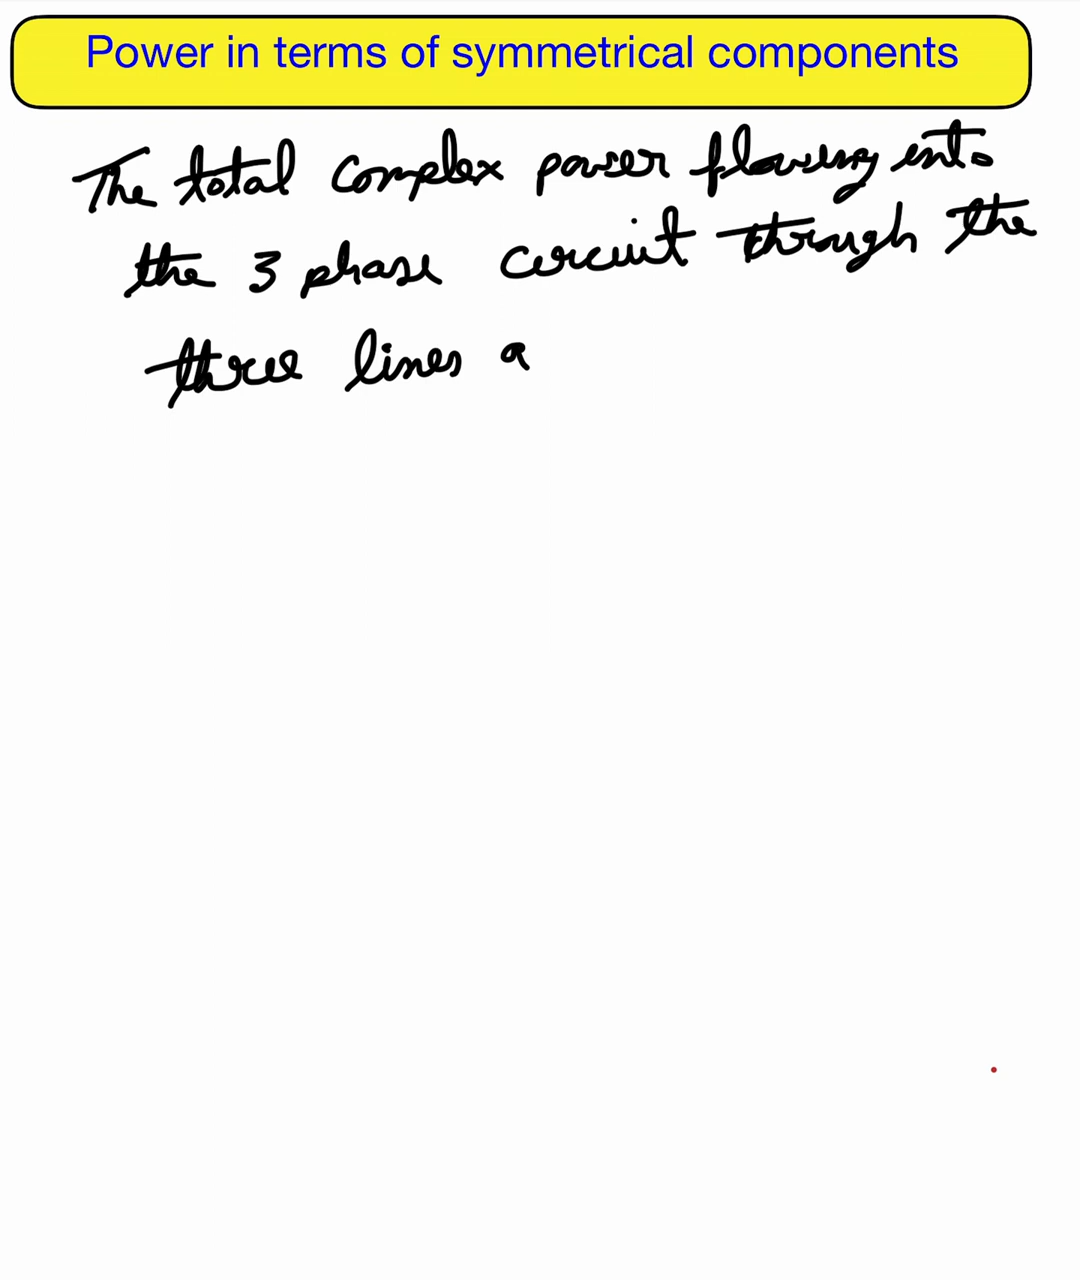 Power in terms of symmetrical components
The total complex power flowing into
the 3 phase circuit through the
three lines a